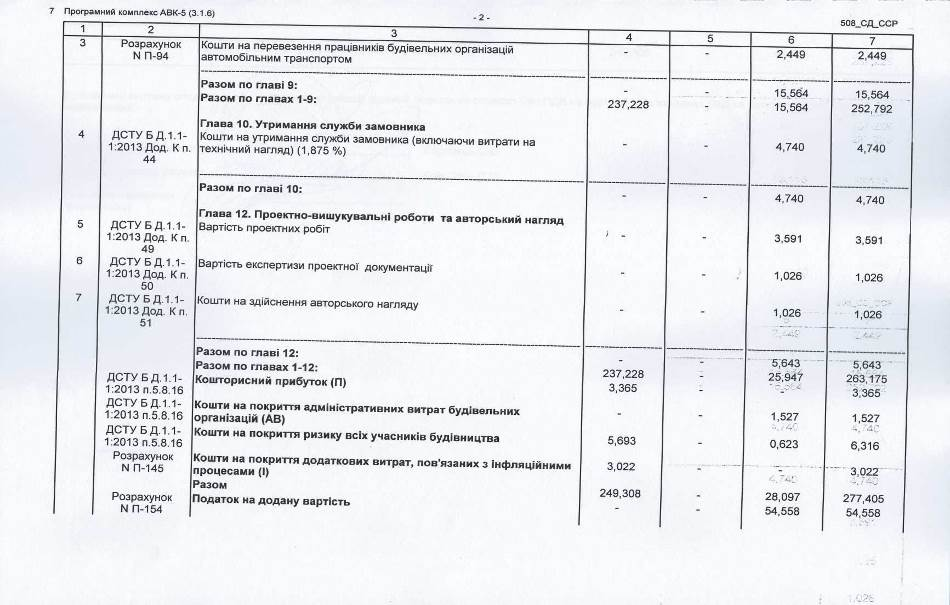 7 Програмний комплекс АВК-5 (3.1.6)
- 2 -
508_СД_ССР
1 2 3 4 5 6 7
3 Розрахунок Кошти на перевезення працівників будівельних організацій - - 2,449 2,449
N П-94 автомобільним транспортом
Разом по главі 9: - - 15,564 15,564
Разом по главах 1-9: 237,228 - 15,564 252,792
Глава 10. Утримання служби замовника
4 ДСТУ Б Д.1.1- Кошти на утримання служби замовника (включаючи витрати на - - 4,740 4,740
1:2013 Дод. К п. технічний нагляд) (1,875 %)
44
Разом по главі 10: - - 4,740 4,740
Глава 12. Проектно-вишукувальні роботи та авторський нагляд
5 ДСТУ Б Д.1.1- Вартість проектних робіт - - 3,591 3,591
1:2013 Дод. К п.
49
6 ДСТУ Б Д.1.1- Вартість експертизи проектної документації - - 1,026 1,026
1:2013 Дод. К п.
50
7 ДСТУ Б Д.1.1- Кошти на здійснення авторського нагляду - - 1,026 1,026
1:2013 Дод. К п.
51
Разом по главі 12: - - 5,643 5,643
Разом по главах 1-12: 237,228 - 25,947 263,175
ДСТУ Б Д.1.1- Кошторисний прибуток (П) 3,365 - - 3,365
1:2013 п.5.8.16
ДСТУ Б Д.1.1- Кошти на покриття адміністративних витрат будівельних - - 1,527 1,527
1:2013 п.5.8.16 організацій (АВ)
ДСТУ Б Д.1.1- Кошти на покриття ризику всіх учасників будівництва 5,693 - 0,623 6,316
1:2013 п.5.8.16
Розрахунок Кошти на покриття додаткових витрат, пов'язаних з інфляційними 3,022 - - 3,022
N П-145 процесами (І)
Разом 249,308 - 28,097 277,405
Розрахунок Податок на додану вартість - - 54,558 54,558
N П-154